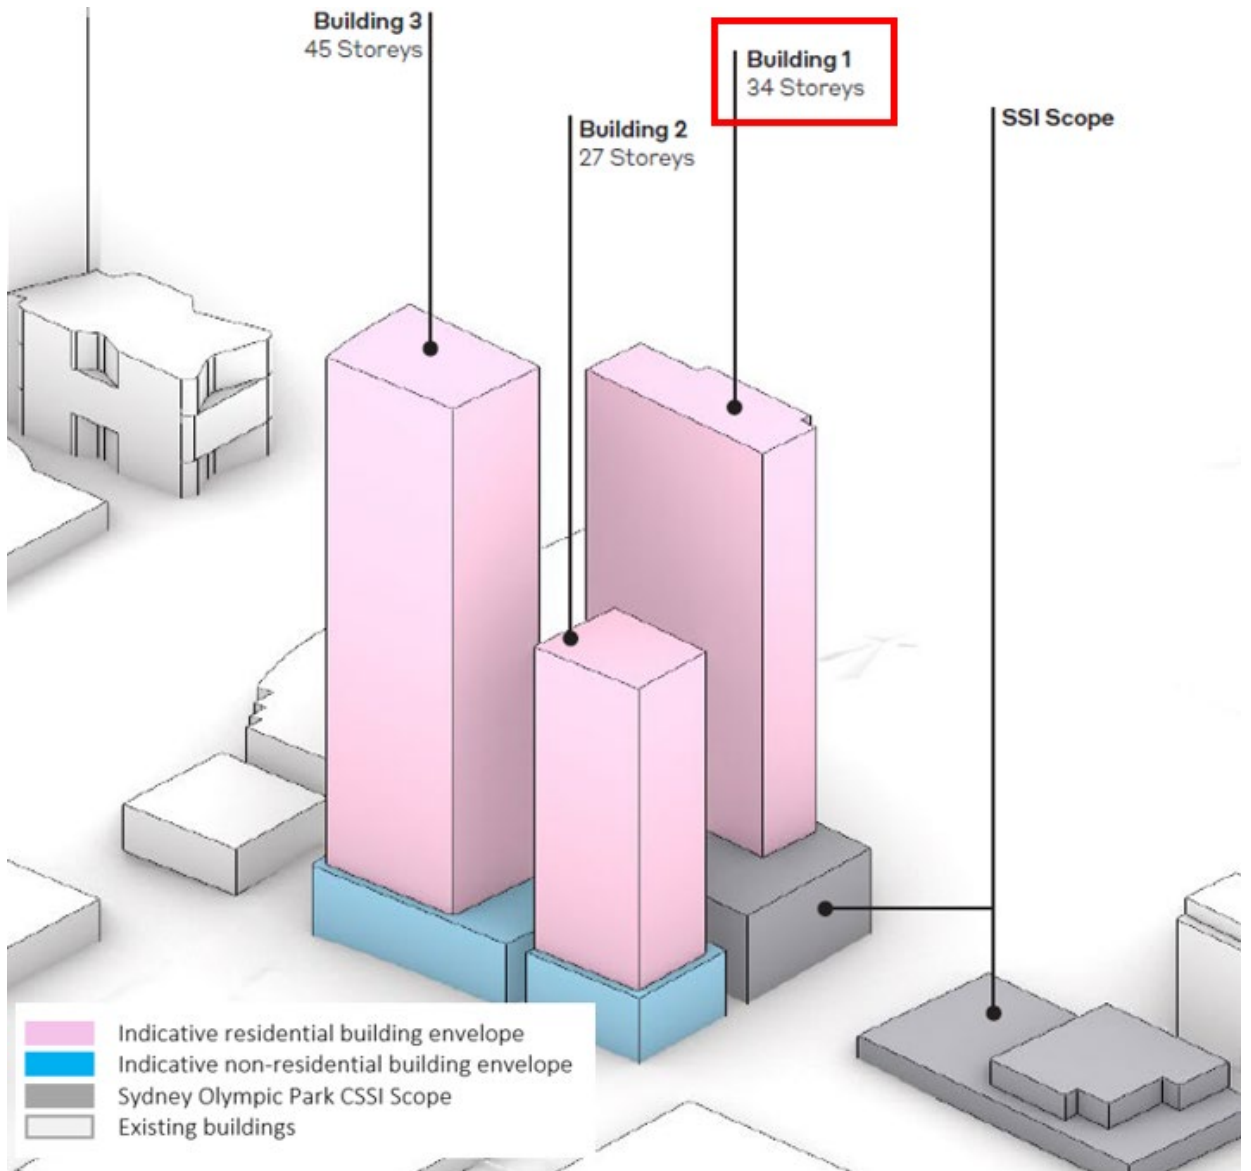 Building 3
45 Storeys
Building 1
34 Storeys
Building 2
27 Storeys
SSI Scope
Indicative residential building envelope
Indicative non-residential building envelope
Sydney Olympic Park CSSI Scope
Existing buildings